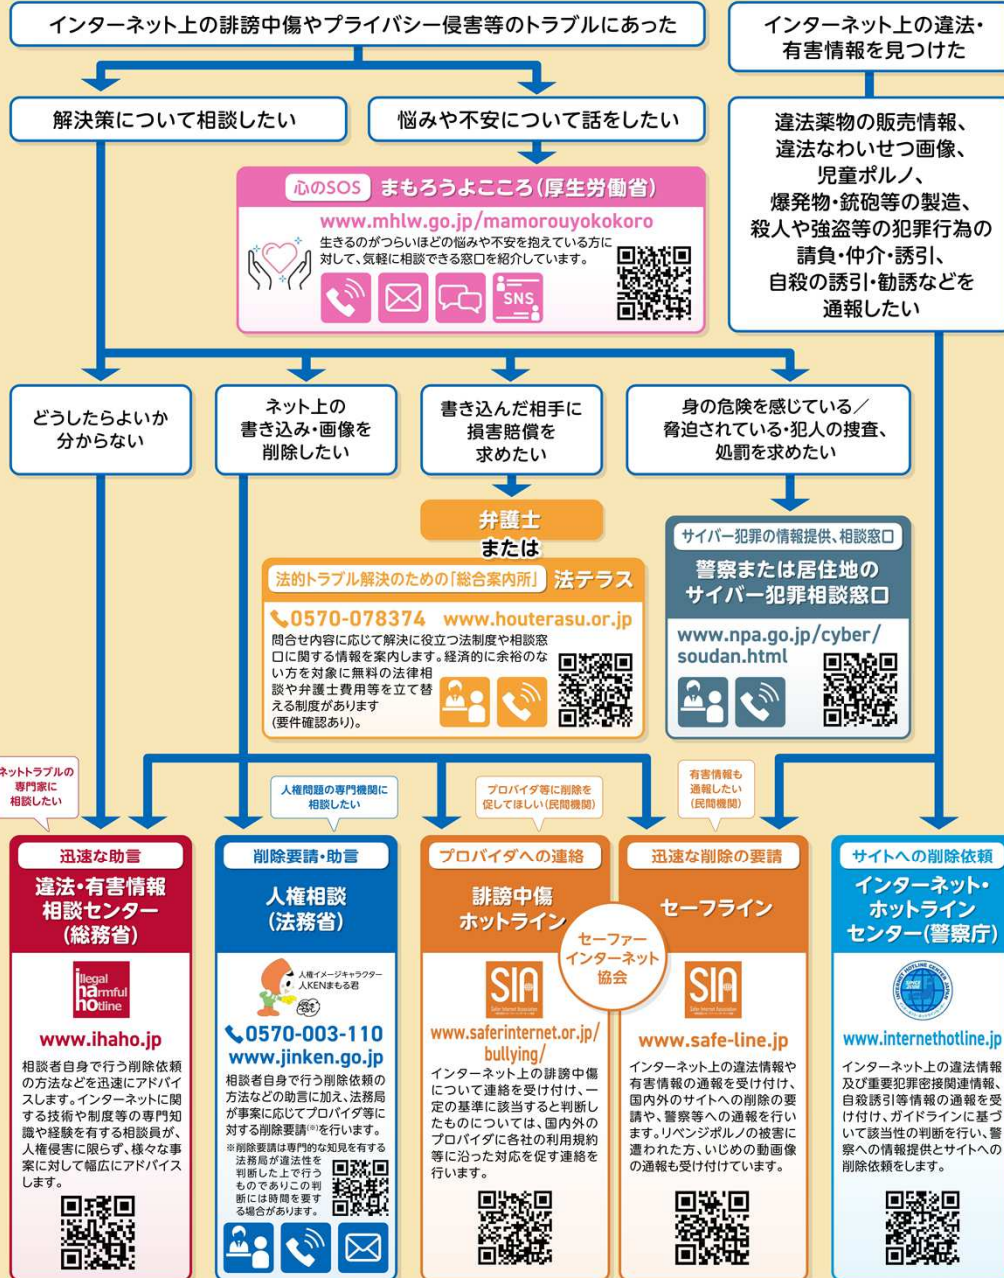 インターネット上の誹謗中傷やプライバシー侵害等のトラブルにあった
インターネット上の違法・
有害情報を見つけた
解決策について相談したい
悩みや不安について話をしたい
違法薬物の販売情報、
違法なわいせつ画像、
児童ポルノ、
爆発物・銃砲等の製造、
殺人や強盗等の犯罪行為の
請負・仲介・誘引、
自殺の誘引・勧誘などを
通報したい
心のSOS まもろうよこころ(厚生労働省)
www.mhlw.go.jp/mamorouyokokoro
生きるのがつらいほどの悩みや不安を抱えている方に
対して、気軽に相談できる窓口を紹介しています。
SNS
どうしたらよいか
分からない
ネット上の
書き込み・画像を
削除したい
書き込んだ相手に
損害賠償を
求めたい
身の危険を感じている/
脅迫されている・犯人の捜査、
処罰を求めたい
弁護士
または
法的トラブル解決のための「総合案内所」 法テラス
0570-078374 www.houterasu.or.jp
問合せ内容に応じて解決に役立つ法制度や相談窓
口に関する情報を案内します。経済的に余裕のな
い方を対象に無料の法律相
談や弁護士費用等を立て替
える制度があります
(要件確認あり)。
サイバー犯罪の情報提供、相談窓口
警察または居住地の
サイバー犯罪相談窓口
www.npa.go.jp/cyber/
soudan.html
ネットトラブルの
専門家に
相談したい
人権問題の専門機関に
相談したい
プロバイダ等に削除を
促してほしい(民間機関)
有害情報も
通報したい
(民間機関)
迅速な助言
違法・有害情報
相談センター
(総務省)
illegal
harmful
hotline
www.ihaho.jp
相談者自身で行う削除依頼
の方法などを迅速にアドバイ
スします。インターネットに関
する技術や制度等の専門知
識や経験を有する相談員が、
人権侵害に限らず、様々な事
案に対して幅広にアドバイス
します。
削除要請・助言
人権相談
(法務省)
人権イメージキャラクター
人KENまもる君
0570-003-110
www.jinken.go.jp
相談者自身で行う削除依頼の
方法などの助言に加え、法務局
が事案に応じてプロバイダ等に
対する削除要請(※)を行います。
※削除要請は専門的な知見を有する
法務局が違法性を
判断した上で行う
ものでありこの判
断には時間を要す
る場合があります。
プロバイダへの連絡
誹謗中傷
ホットライン
セーファー
インターネット
協会
SIA
Safer Internet Association
www.saferinternet.or.jp/
bullying/
インターネット上の誹謗中傷
について連絡を受け付け、一
定の基準に該当すると判断し
たものについては、国内外の
プロバイダに各社の利用規約
等に沿った対応を促す連絡を
行います。
迅速な削除の要請
セーフライン
SIA
Safer Internet Association
www.safe-line.jp
インターネット上の違法情報や
有害情報の通報を受け付け、
国内外のサイトへの削除の要
請や、警察等への通報を行い
ます。リベンジポルノの被害に
遭われた方、いじめの動画像
の通報も受け付けています。
サイトへの削除依頼
インターネット・
ホットライン
センター(警察庁)
INTERNET HOTLINE CENTER JAPAN
www.internethotline.jp
インターネット上の違法情報
及び重要犯罪密接関連情報、
自殺誘引等情報の通報を受
け付け、ガイドラインに基づ
いて該当性の判断を行い、警
察への情報提供とサイトへの
削除依頼をします。